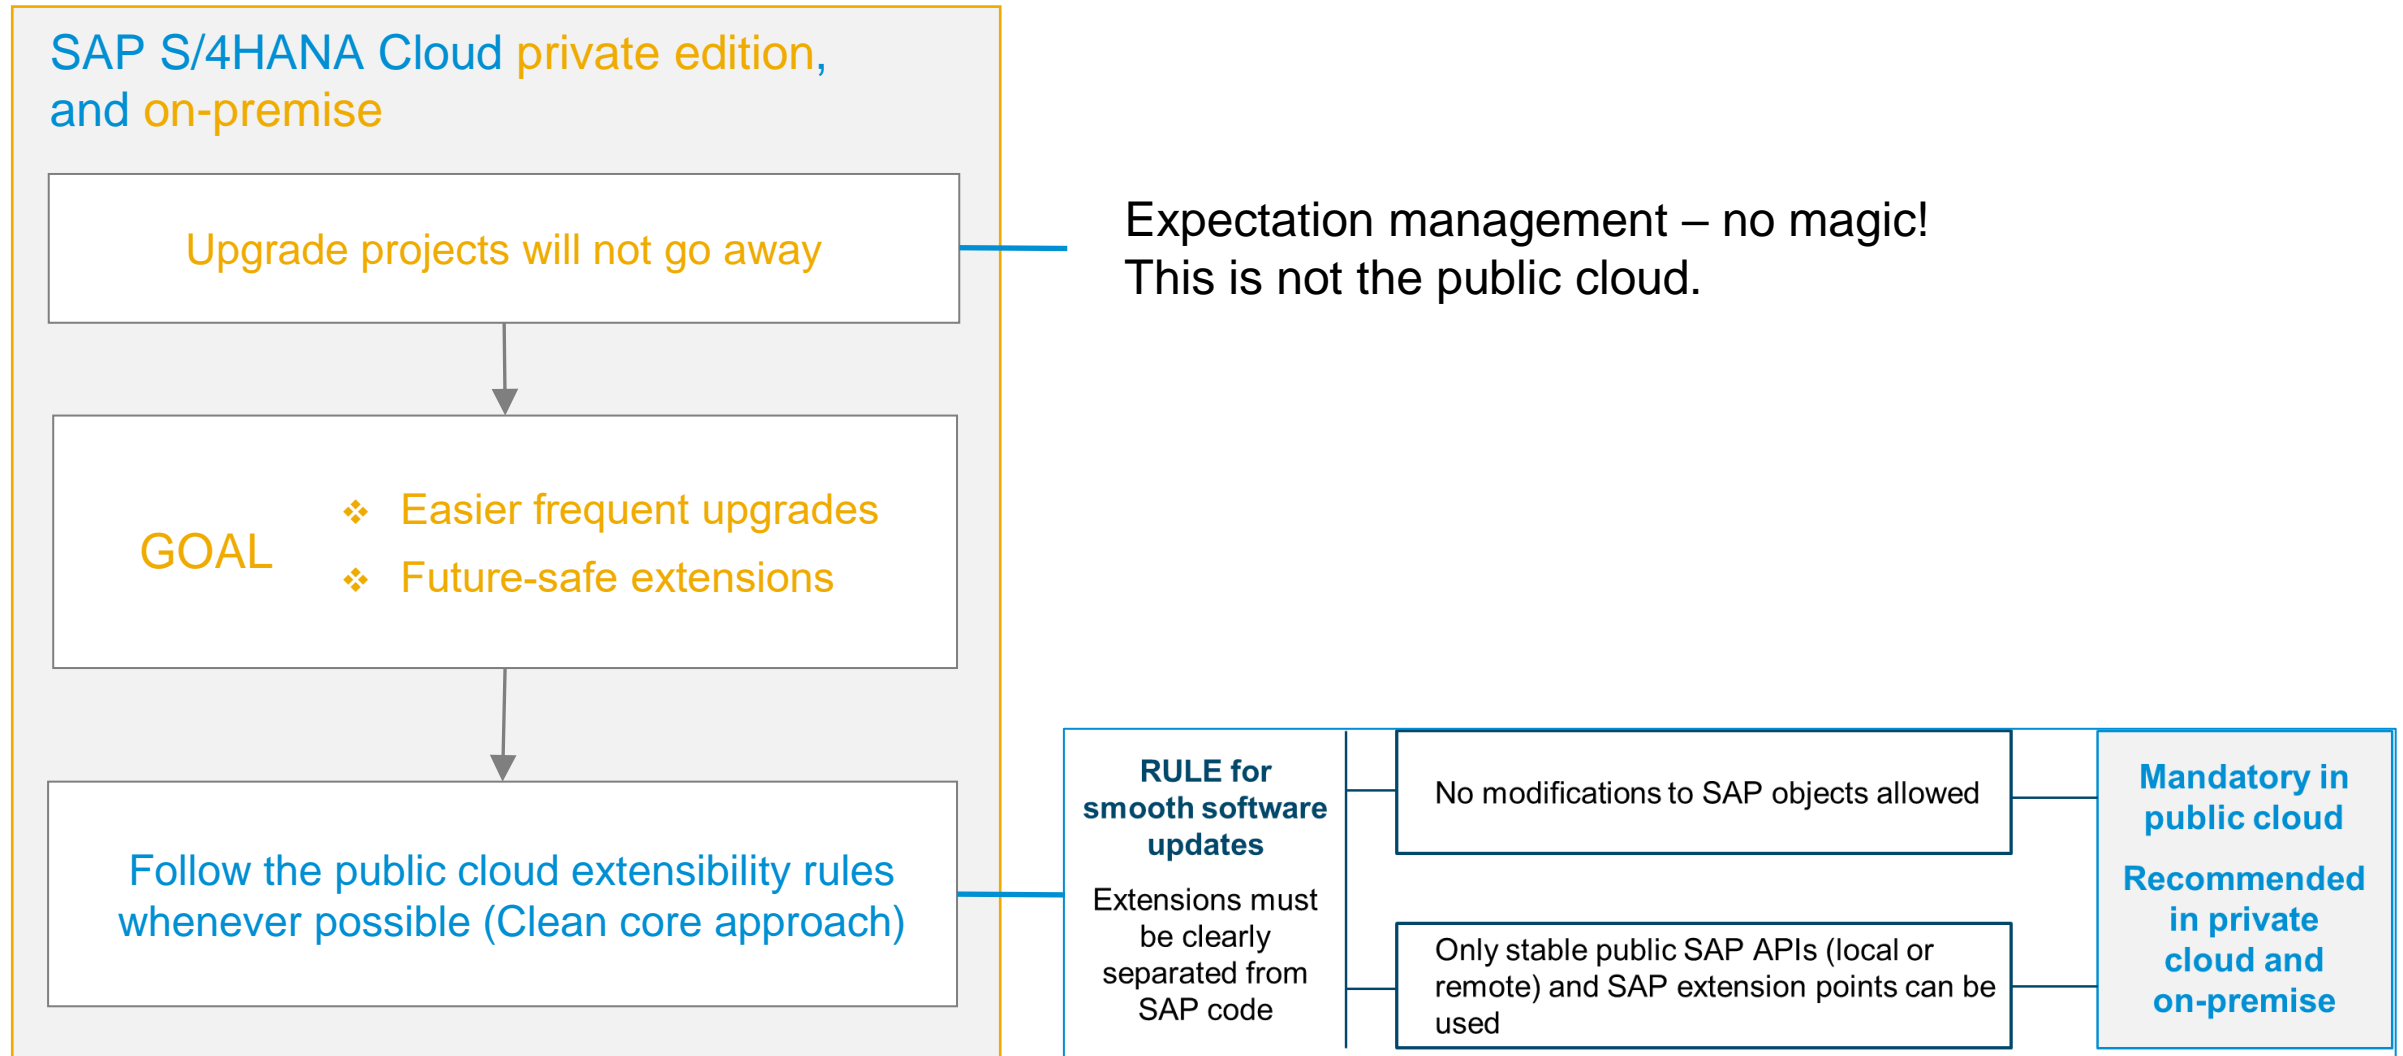 SAP S/4HANA Cloud private edition,
and on-premise
Upgrade projects will not go away
Expectation management – no magic!
This is not the public cloud.
GOAL
❖ Easier frequent upgrades
❖ Future-safe extensions
Follow the public cloud extensibility rules
whenever possible (Clean core approach)
RULE for
smooth software
updates
Extensions must
be clearly
separated from
SAP code
No modifications to SAP objects allowed
Only stable public SAP APIs (local or
remote) and SAP extension points can be
used
Mandatory in
public cloud
Recommended
in private
cloud and
on-premise